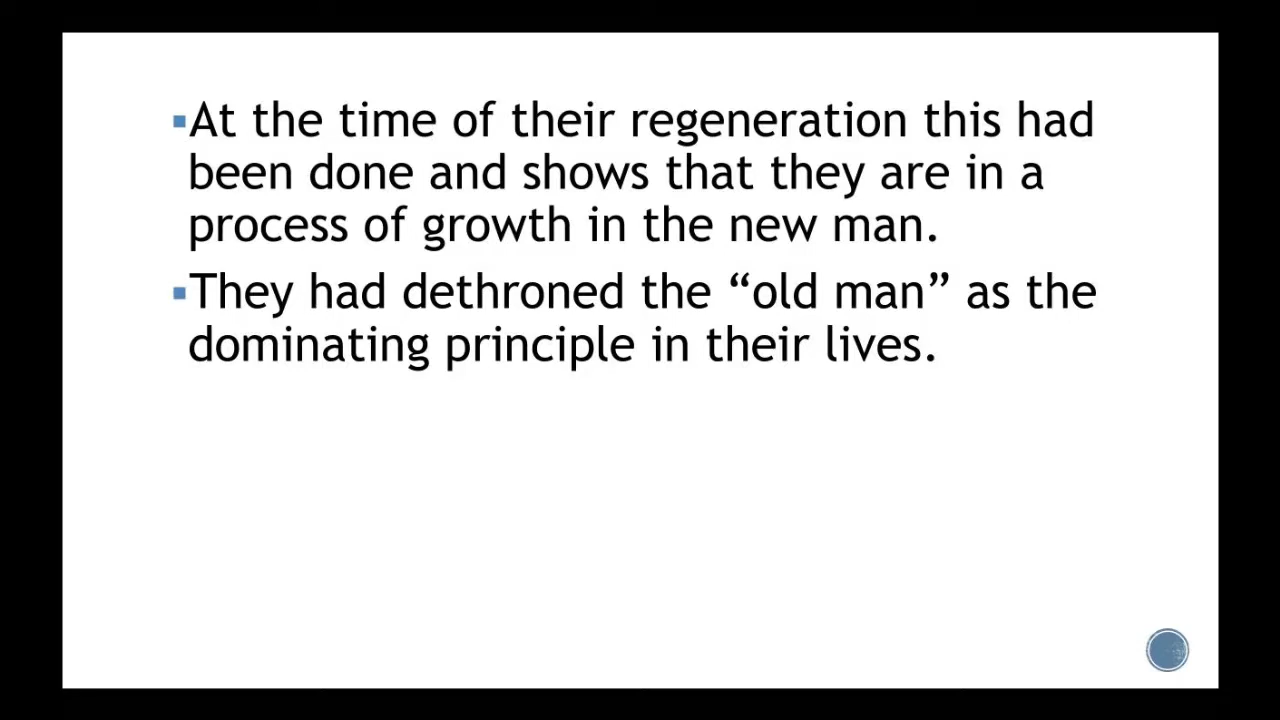 ▪At the time of their regeneration this had
been done and shows that they are in a
process of growth in the new man.
▪They had dethroned the “old man” as the
dominating principle in their lives.